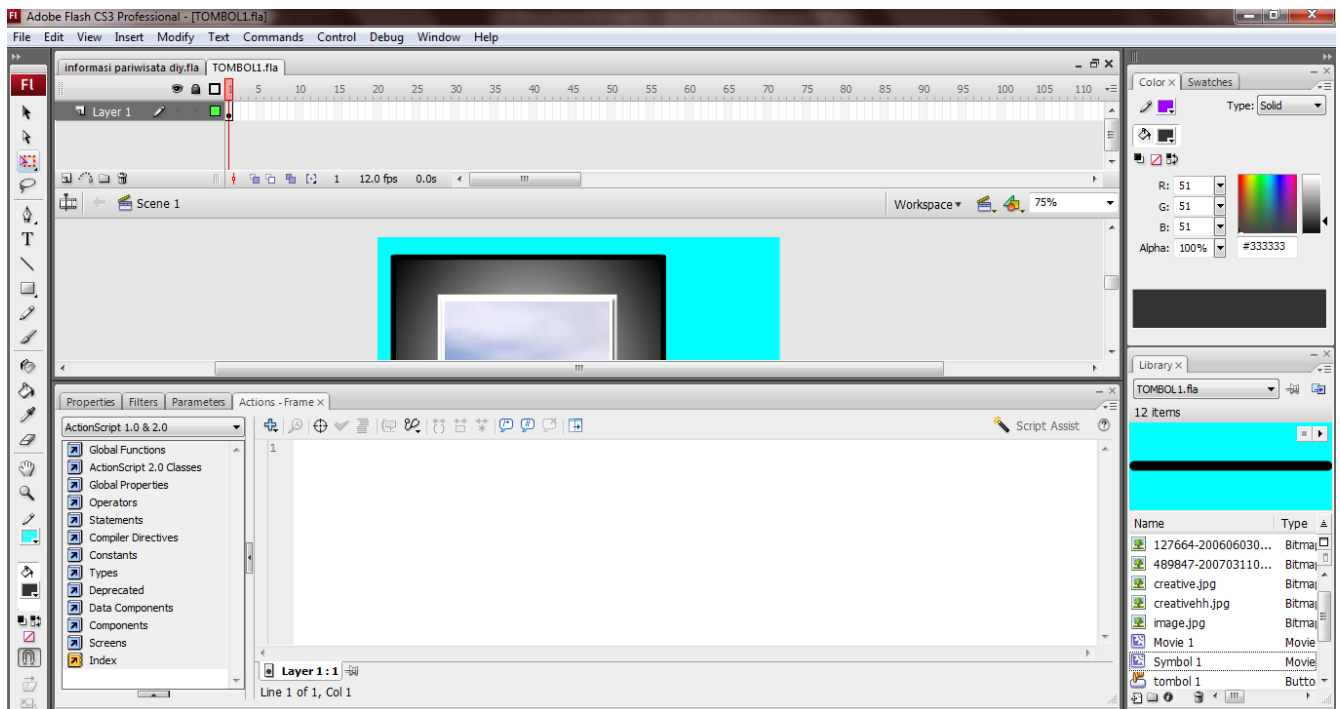 Fl Adobe Flash CS3 Professional - [TOMBOL1.fla]
File Edit View Insert Modify Text Commands Control Debug Window Help
informasi pariwisata diy.fla TOMBOL1.fla
Fl
1 5 10 15 20 25 30 35 40 45 50 55 60 65 70 75 80 85 90 95 100 105 110
Layer 1
1 12.0 fps 0.0s
Scene 1 Workspace 75%
T
Properties Filters Parameters Actions - Frame ×
ActionScript 1.0 & 2.0
Script Assist
Global Functions
ActionScript 2.0 Classes
Global Properties
Operators
Statements
Compiler Directives
Constants
Types
Deprecated
Data Components
Components
Screens
Index
1
Layer 1 : 1
Line 1 of 1, Col 1
Color × Swatches
Type: Solid
R: 51
G: 51
B: 51
Alpha: 100% #333333
Library ×
TOMBOL1.fla
12 items
Name Type
127664-200606030...
489847-200703110...
creative.jpg
creativehh.jpg
image.jpg
Movie 1 Movie
Symbol 1 Movie
tombol 1